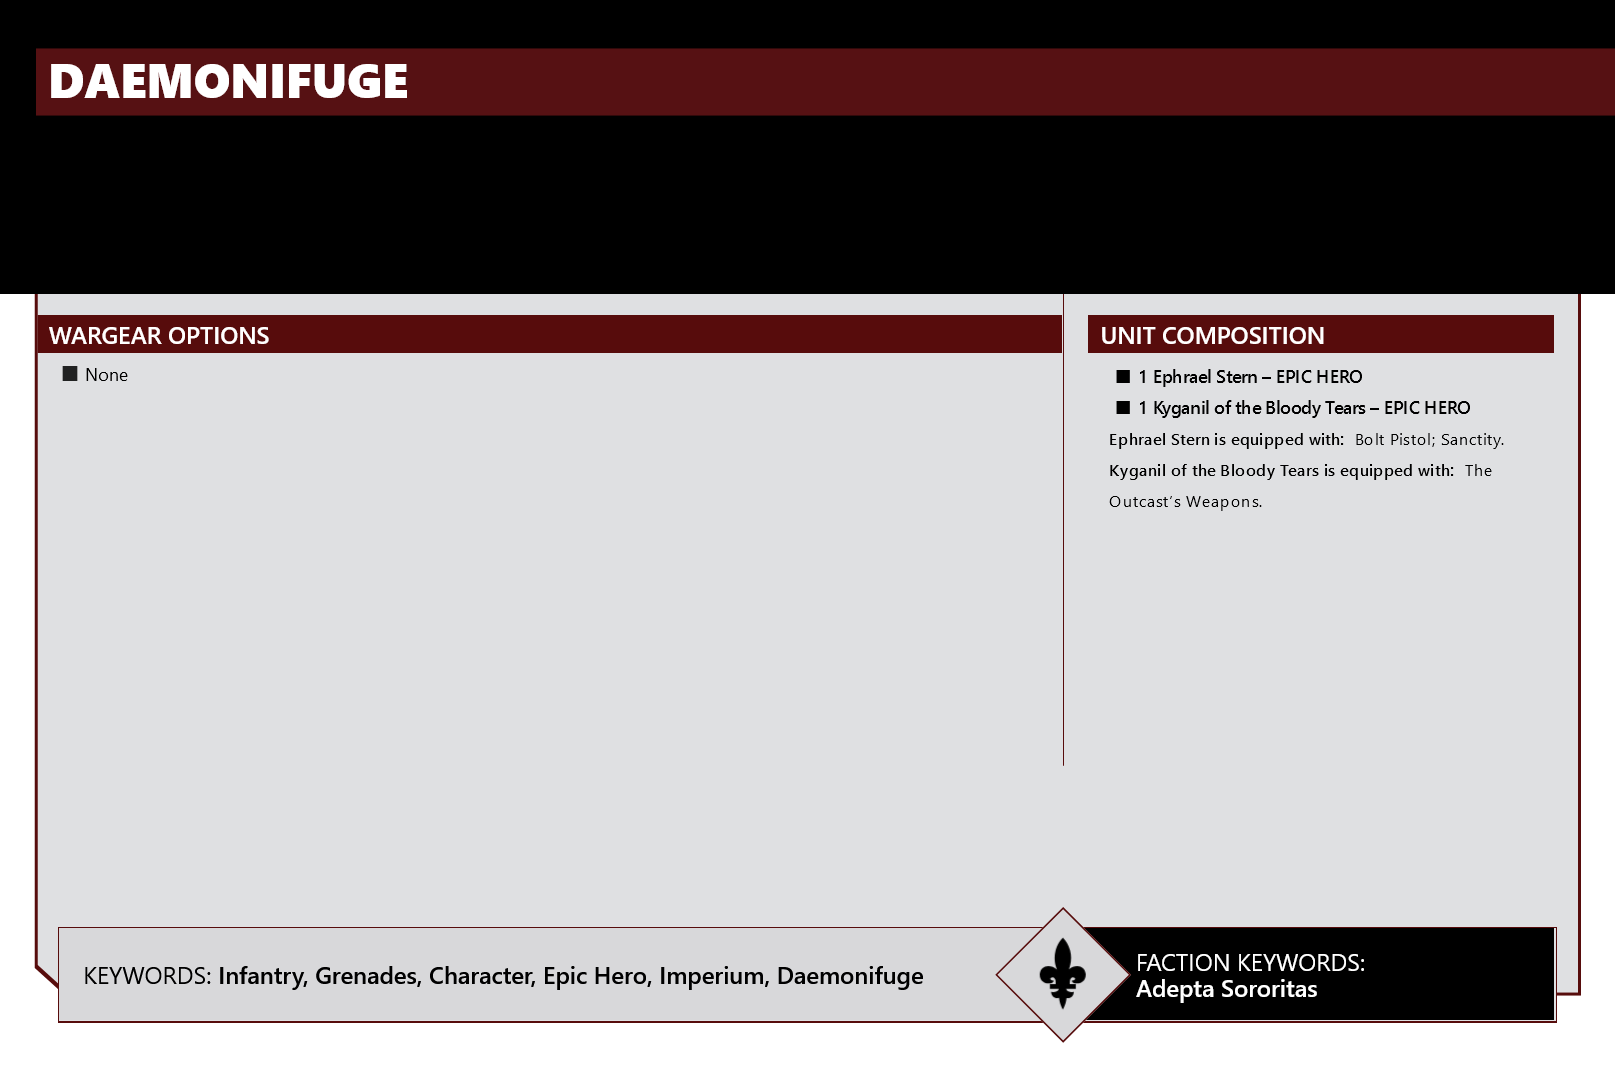 DAEMONIFUGE
WARGEAR OPTIONS
■ None
UNIT COMPOSITION
■ 1 Ephrael Stern – EPIC HERO
■ 1 Kyganil of the Bloody Tears – EPIC HERO
Ephrael Stern is equipped with: Bolt Pistol; Sanctity.
Kyganil of the Bloody Tears is equipped with: The
Outcast’s Weapons.
KEYWORDS: Infantry, Grenades, Character, Epic Hero, Imperium, Daemonifuge
FACTION KEYWORDS:
Adepta Sororitas